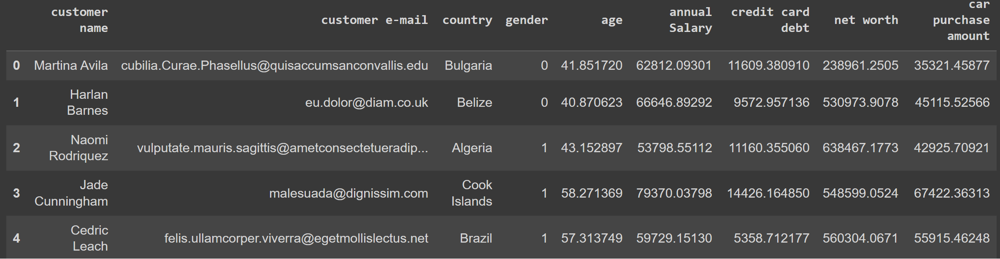 customer name customer e-mail country gender age annual Salary credit card debt net worth car purchase amount
0 Martina Avila cubilia.Curae.Phasellus@quisaccumsanconvallis.edu Bulgaria 0 41.851720 62812.09301 11609.380910 238961.2505 35321.45877
1 Harlan Barnes eu.dolor@diam.co.uk Belize 0 40.870623 66646.89292 9572.957136 530973.9078 45115.52566
2 Naomi Rodriquez vulputate.mauris.sagittis@ametconsectetueradip... Algeria 1 43.152897 53798.55112 11160.355060 638467.1773 42925.70921
3 Jade Cunningham malesuada@dignissim.com Cook Islands 1 58.271369 79370.03798 14426.164850 548599.0524 67422.36313
4 Cedric Leach felis.ullamcorper.viverra@egetmollislectus.net Brazil 1 57.313749 59729.15130 5358.712177 560304.0671 55915.46248